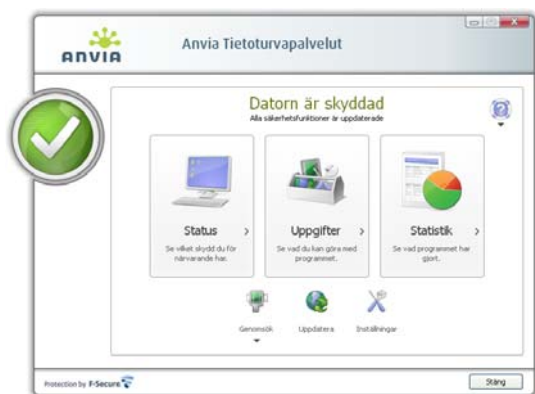 ANVIA
Anvia Tietoturvapalvelut
Datorn är skyddad
Alla säkerhetsfunktioner är uppdaterade
Status
Se vilket skydd du för närvarande har.
Uppgifter
Se vad du kan göra med programmet.
Statistik
Se vad programmet har gjort.
Genomsök
Uppdatera
Inställningar
Protection by F-Secure
Stäng